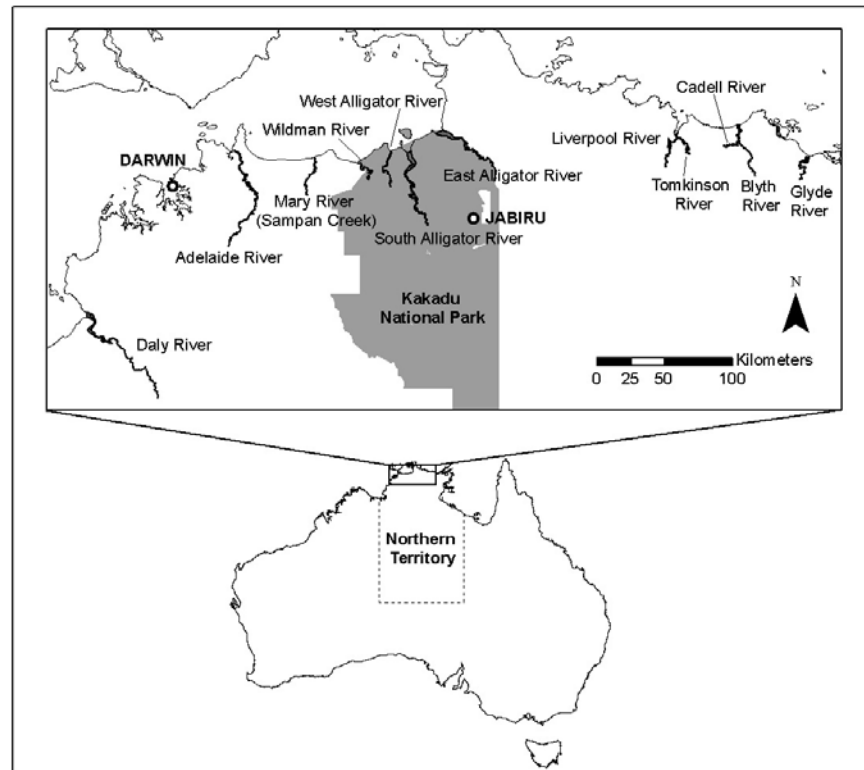 West Alligator River
Wildman River
Cadell River
Liverpool River
DARWIN
East Alligator River
Tomkinson
River
Blyth
River
Glyde
River
Mary River
(Sampan Creek)
JABIRU
South Alligator River
Adelaide River
Kakadu
National Park
N
Daly River
Kilometers
0 25 50 100
Northern
Territory